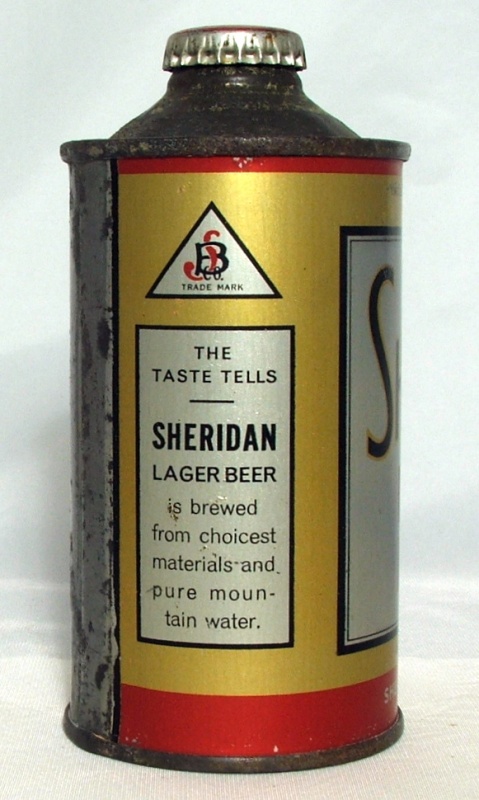 SB
CO.
TRADE MARK
THE
TASTE TELLS
SHERIDAN
LAGER BEER
is brewed
from choicest
materials and
pure moun-
tain water.